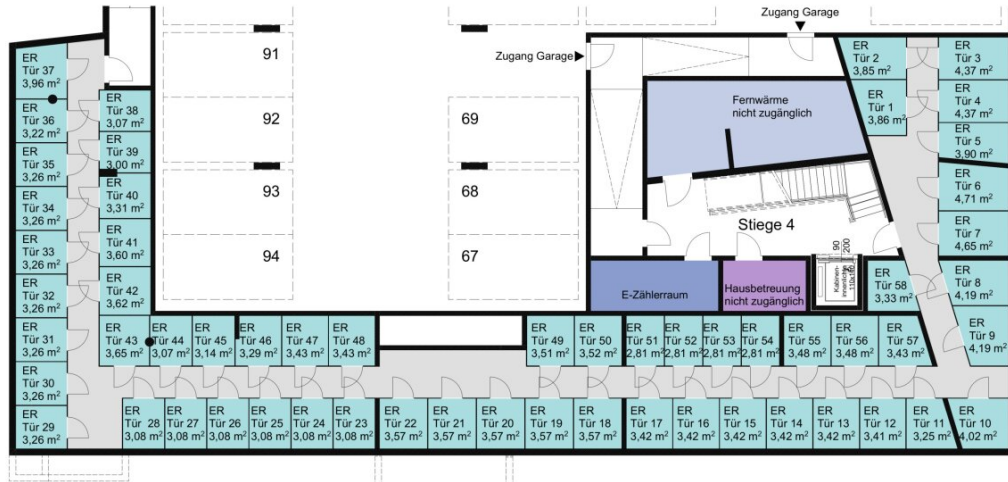 Zugang Garage
Zugang Garage
91
92
93
94
69
68
67
Fernwärme
nicht zugänglich
Stiege 4
E-Zählerraum
Hausbetreuung
nicht zugänglich
90
200
Kabinen-
110x140
ER
Tür 37
3,96 m²
ER
Tür 36
3,22 m²
ER
Tür 35
3,26 m²
ER
Tür 34
3,26 m²
ER
Tür 33
3,26 m²
ER
Tür 32
3,26 m²
ER
Tür 31
3,26 m²
ER
Tür 30
3,26 m²
ER
Tür 29
3,26 m²
ER
Tür 38
3,07 m²
ER
Tür 39
3,00 m²
ER
Tür 40
3,31 m²
ER
Tür 41
3,60 m²
ER
Tür 42
3,62 m²
ER
Tür 43
3,65 m²
ER
Tür 44
3,07 m²
ER
Tür 45
3,14 m²
ER
Tür 46
3,29 m²
ER
Tür 47
3,43 m²
ER
Tür 48
3,43 m²
ER
Tür 49
3,51 m²
ER
Tür 50
3,52 m²
ER
Tür 51
2,81 m²
ER
Tür 52
2,81 m²
ER
Tür 53
2,81 m²
ER
Tür 54
2,81 m²
ER
Tür 55
3,48 m²
ER
Tür 56
3,48 m²
ER
Tür 57
3,43 m²
ER
Tür 58
3,33 m²
ER
Tür 2
3,85 m²
ER
Tür 1
3,86 m²
ER
Tür 3
4,37 m²
ER
Tür 4
4,37 m²
ER
Tür 5
3,90 m²
ER
Tür 6
4,71 m²
ER
Tür 7
4,65 m²
ER
Tür 8
4,19 m²
ER
Tür 9
4,19 m²
ER
Tür 28
3,08 m²
ER
Tür 27
3,08 m²
ER
Tür 26
3,08 m²
ER
Tür 25
3,08 m²
ER
Tür 24
3,08 m²
ER
Tür 23
3,08 m²
ER
Tür 22
3,57 m²
ER
Tür 21
3,57 m²
ER
Tür 20
3,57 m²
ER
Tür 19
3,57 m²
ER
Tür 18
3,57 m²
ER
Tür 17
3,42 m²
ER
Tür 16
3,42 m²
ER
Tür 15
3,42 m²
ER
Tür 14
3,42 m²
ER
Tür 13
3,42 m²
ER
Tür 12
3,41 m²
ER
Tür 11
3,25 m²
ER
Tür 10
4,02 m²